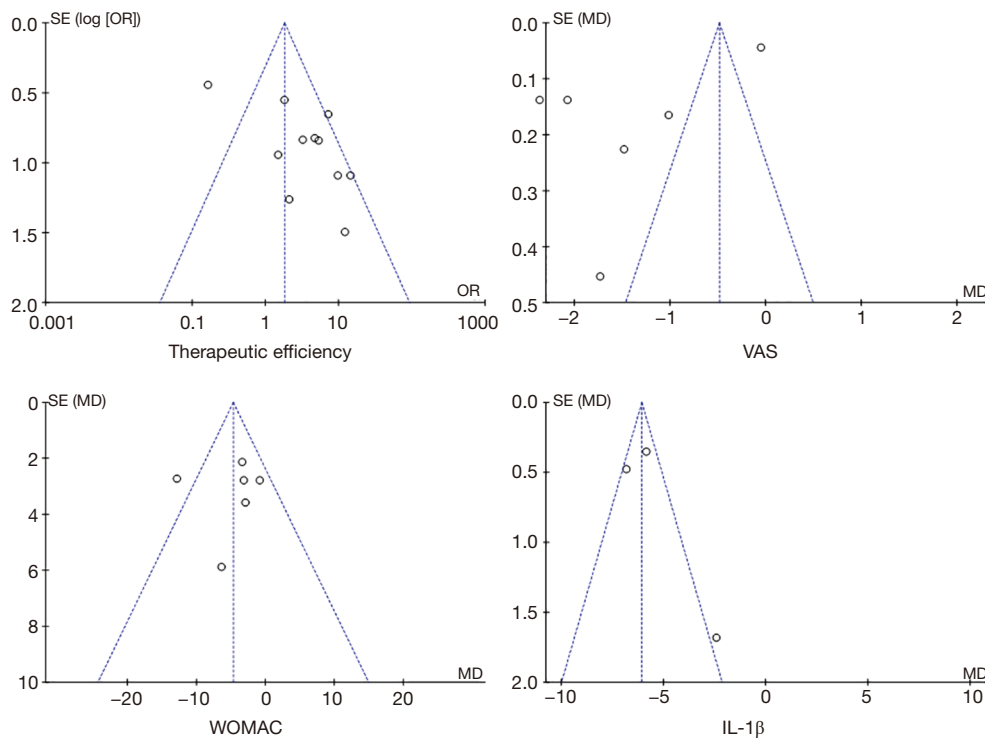 SE (log [OR])
0.0
0.5
1.0
1.5
2.0
OR
0.001 0.1 1 10 1000
Therapeutic efficiency
SE (MD)
0.0
0.1
0.2
0.3
0.4
0.5
MD
−2 −1 0 1 2
VAS
SE (MD)
0
2
4
6
8
10
MD
−20 −10 0 10 20
WOMAC
SE (MD)
0.0
0.5
1.0
1.5
2.0
MD
−10 −5 0 5 10
IL-1β